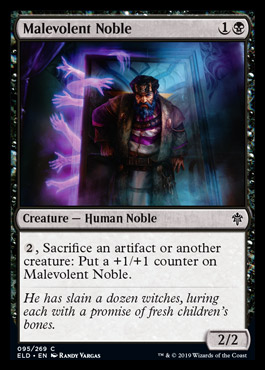 Malevolent Noble 1
Creature — Human Noble
2, Sacrifice an artifact or another
creature: Put a +1/+1 counter on
Malevolent Noble.
He has slain a dozen witches, luring
each with a promise of fresh children's
bones.
2/2
095/269 C
ELD • EN RANDY VARGAS
™ & © 2019 Wizards of the Coast